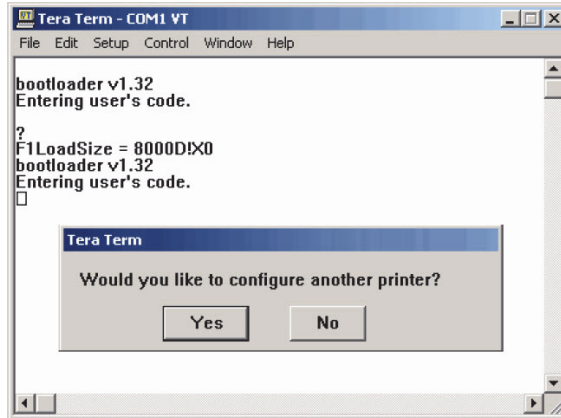 Tera Term - COM1 VT
File Edit Setup Control Window Help
bootloader v1.32
Entering user's code.
?
F1LoadSize = 8000D!X0
bootloader v1.32
Entering user's code.
Tera Term
Would you like to configure another printer?
Yes No